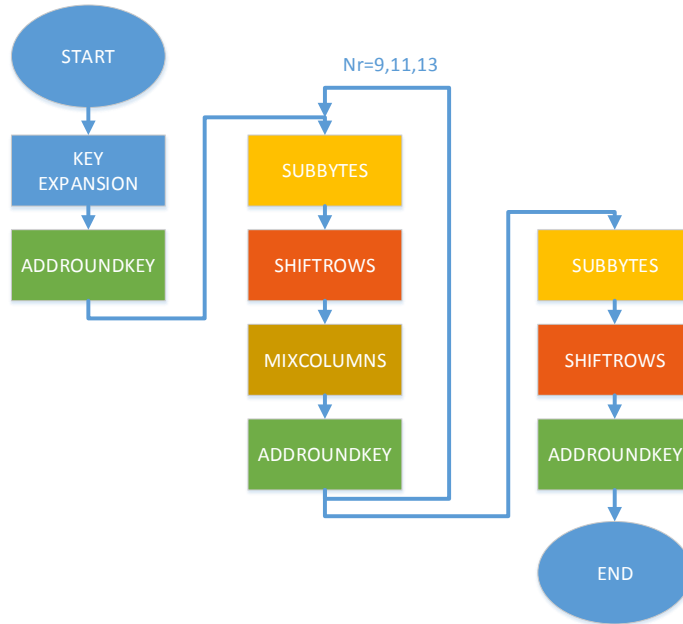 START
KEY
EXPANSION
ADDROUNDKEY
Nr=9,11,13
SUBBYTES
SHIFTROWS
MIXCOLUMNS
ADDROUNDKEY
SUBBYTES
SHIFTROWS
ADDROUNDKEY
END